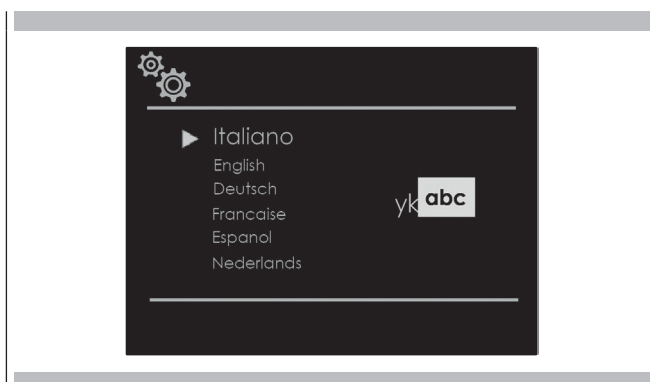 Italiano
English
Deutsch
Francaise
yk abc
Espanol
Nederlands